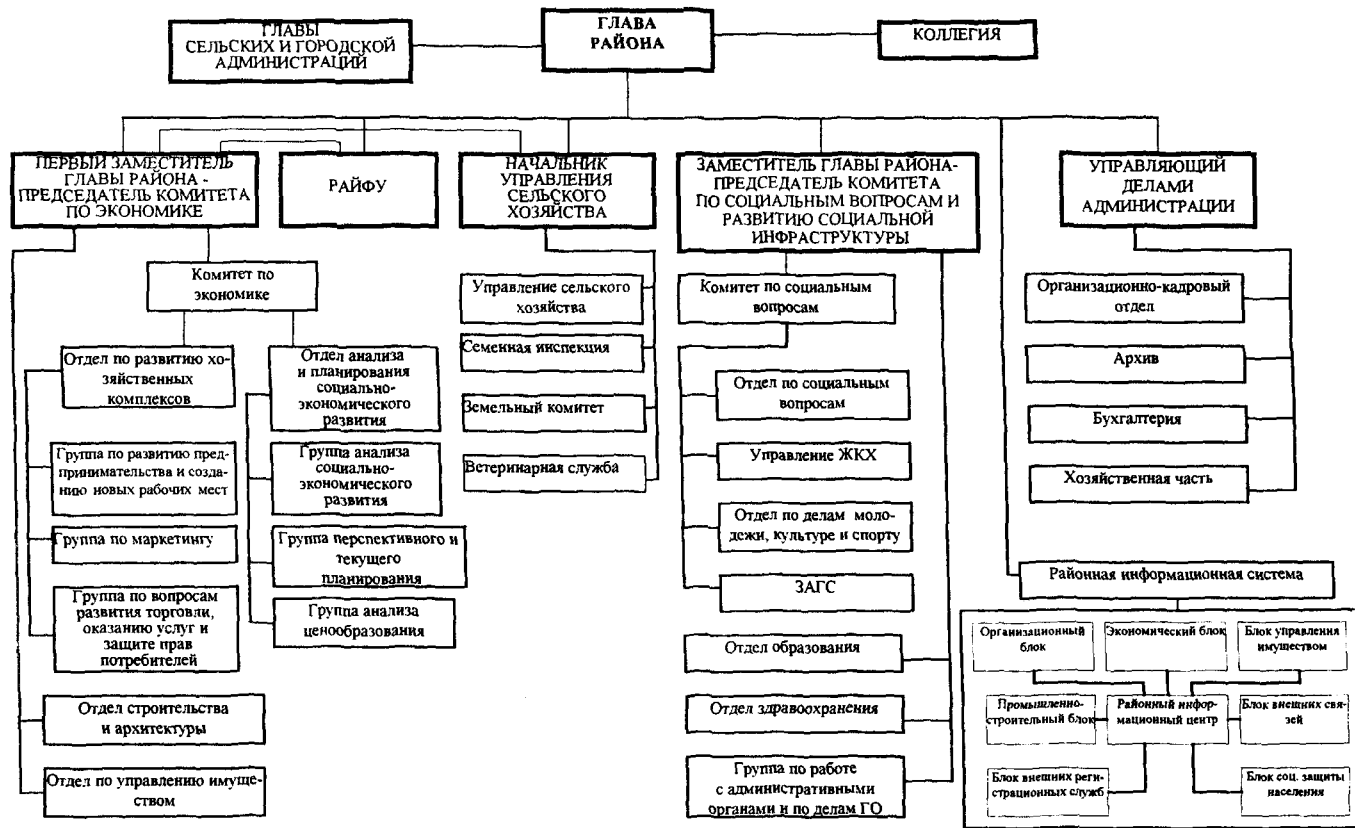 ГЛАВЫ
СЕЛЬСКИХ И ГОРОДСКОЙ
АДМИНИСТРАЦИЙ
ГЛАВА
РАЙОНА
КОЛЛЕГИЯ
ПЕРВЫЙ ЗАМЕСТИТЕЛЬ
ГЛАВЫ РАЙОНА -
ПРЕДСЕДАТЕЛЬ КОМИТЕТА
ПО ЭКОНОМИКЕ
РАЙФУ
НАЧАЛЬНИК
УПРАВЛЕНИЯ
СЕЛЬСКОГО
ХОЗЯЙСТВА
ЗАМЕСТИТЕЛЬ ГЛАВЫ РАЙОНА-
ПРЕДСЕДАТЕЛЬ КОМИТЕТА
ПО СОЦИАЛЬНЫМ ВОПРОСАМ И
РАЗВИТИЮ СОЦИАЛЬНОЙ
ИНФРАСТРУКТУРЫ
УПРАВЛЯЮЩИЙ
ДЕЛАМИ
АДМИНИСТРАЦИИ
Комитет по
экономике
Отдел по развитию хо-
зяйственных
комплексов
Группа по развитию пред-
принимательства и созда-
нию новых рабочих мест
Группа по маркетингу
Группа по вопросам
развития торговли,
оказанию услуг и
защите прав
потребителей
Отдел строительства
и архитектуры
Отдел по управлению имуще-
ством
Отдел анализа
и планирования
социально-
экономического
развития
Группа анализа
социально-
экономического
развития
Группа перспективного и
текущего
планирования
Группа анализа
ценообразования
Управление сельского
хозяйства
Семенная инспекция
Земельный комитет
Ветеринарная служба
Комитет по социальным
вопросам
Отдел по социальным
вопросам
Управление ЖКХ
Отдел по делам моло-
дежи, культуре и спорту
ЗАГС
Отдел образования
Отдел здравоохранения
Группа по работе
с административными
органами и по делам ГО
Организационно-кадровый
отдел
Архив
Бухгалтерия
Хозяйственная часть
Районная информационная система
Организационный
блок
Экономический блок
Блок управления
имуществом
Промышленно-
строительный блок
Районный инфор-
мационный центр
Блок внешних свя-
зей
Блок внешних реги-
страционных служб
Блок соц. защиты
населения